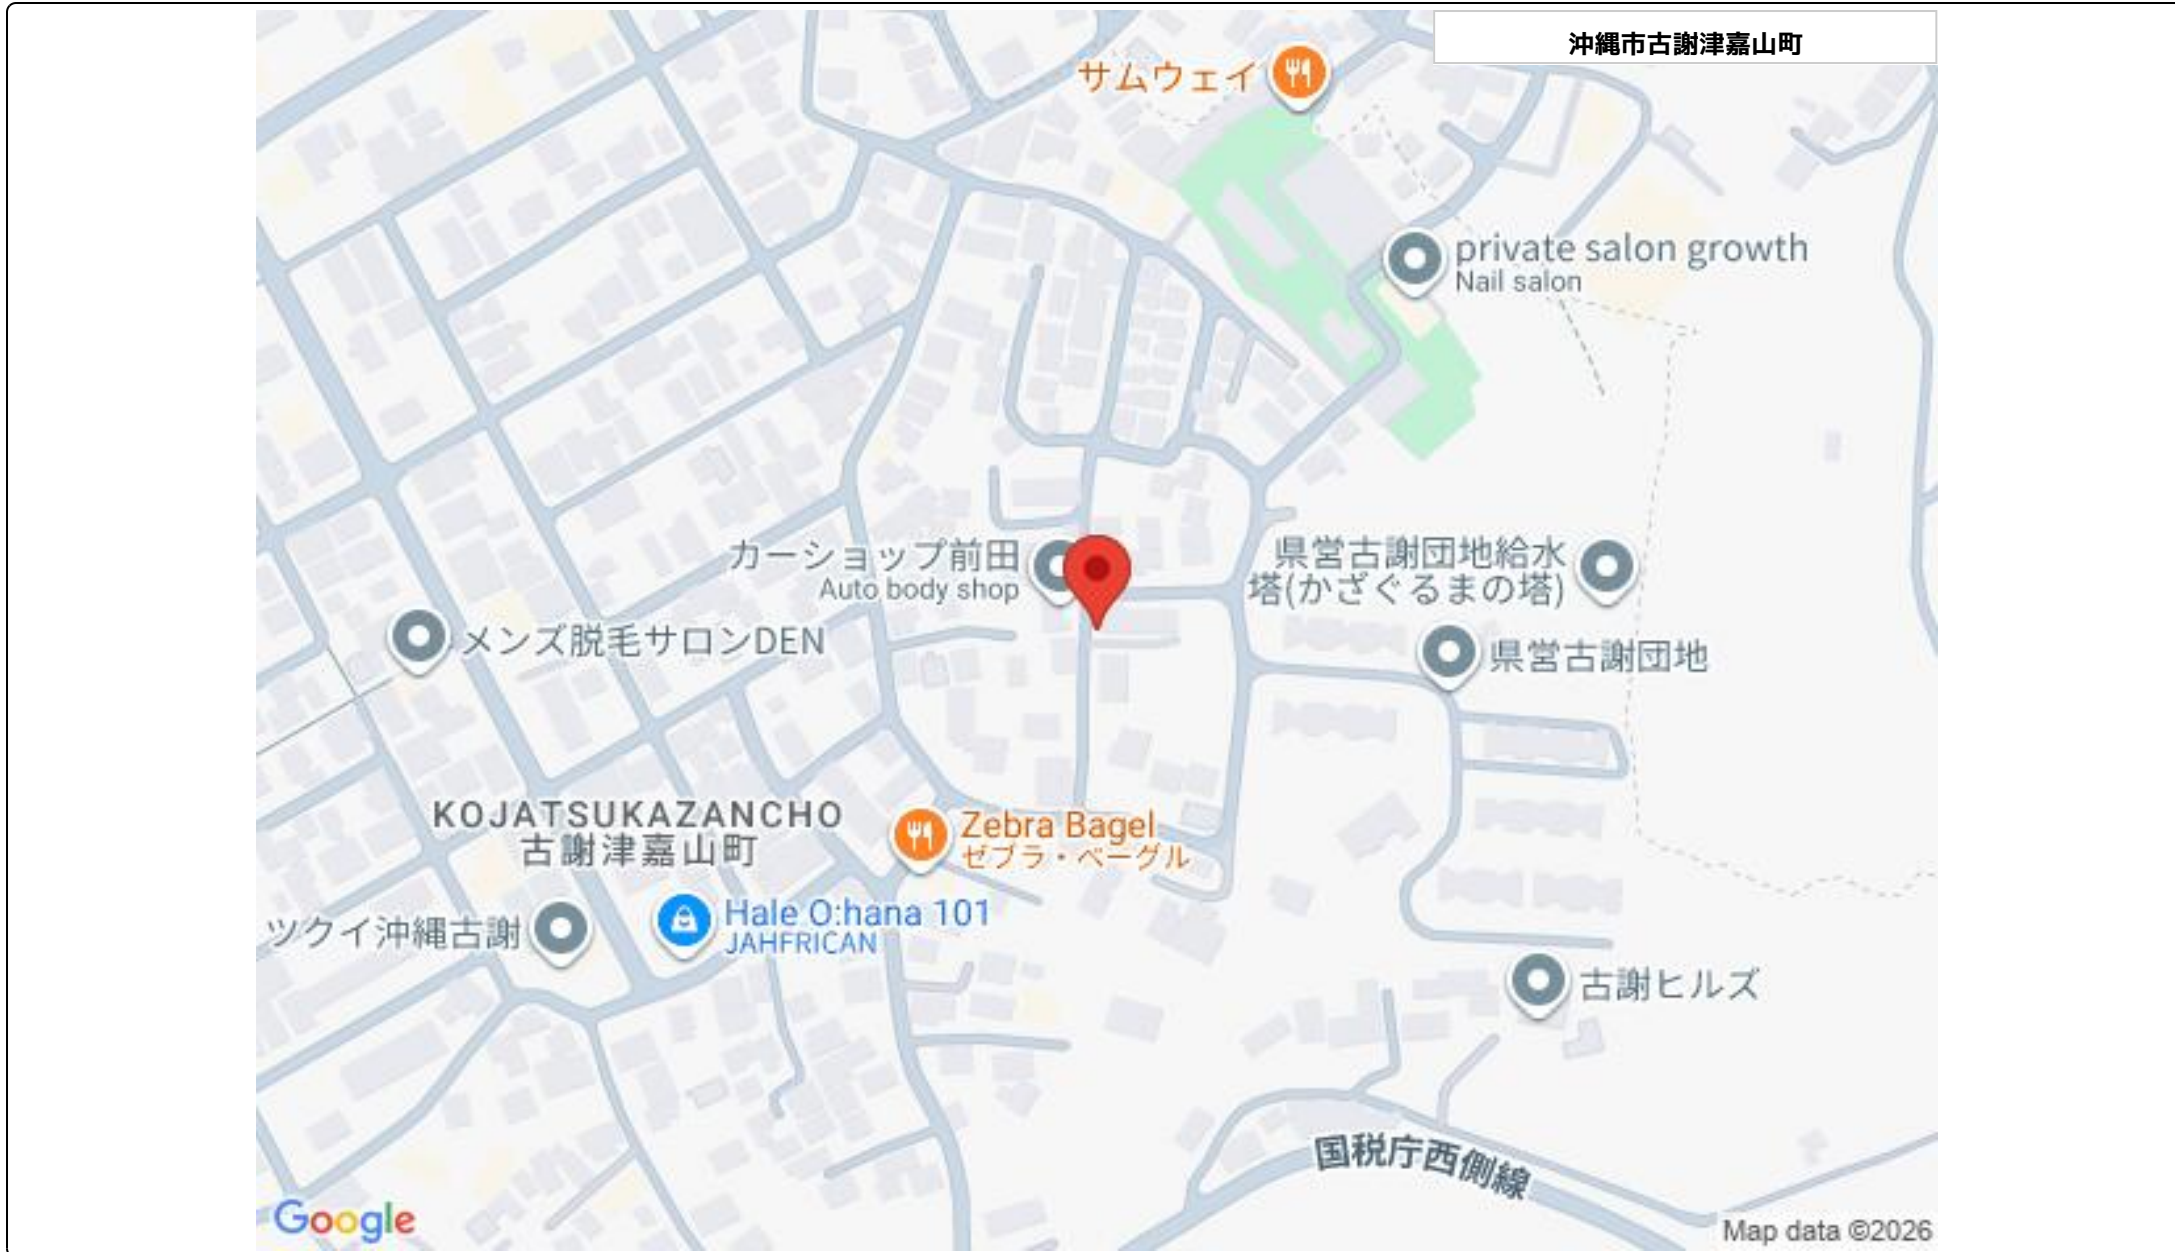 沖縄市古謝津嘉山町
サムウェイ
private salon growth
Nail salon
カーショップ前田
Auto body shop
県営古謝団地給水
塔(かざぐるまの塔)
メンズ脱毛サロンDEN
県営古謝団地
KOJATSUKAZANCHO
古謝津嘉山町
Zebra Bagel
ゼブラ・ベーグル
Hale O:hana 101
JAHFRICAN
ツクイ沖縄古謝
古謝ヒルズ
国税庁西側線
Google
Map data ©2026